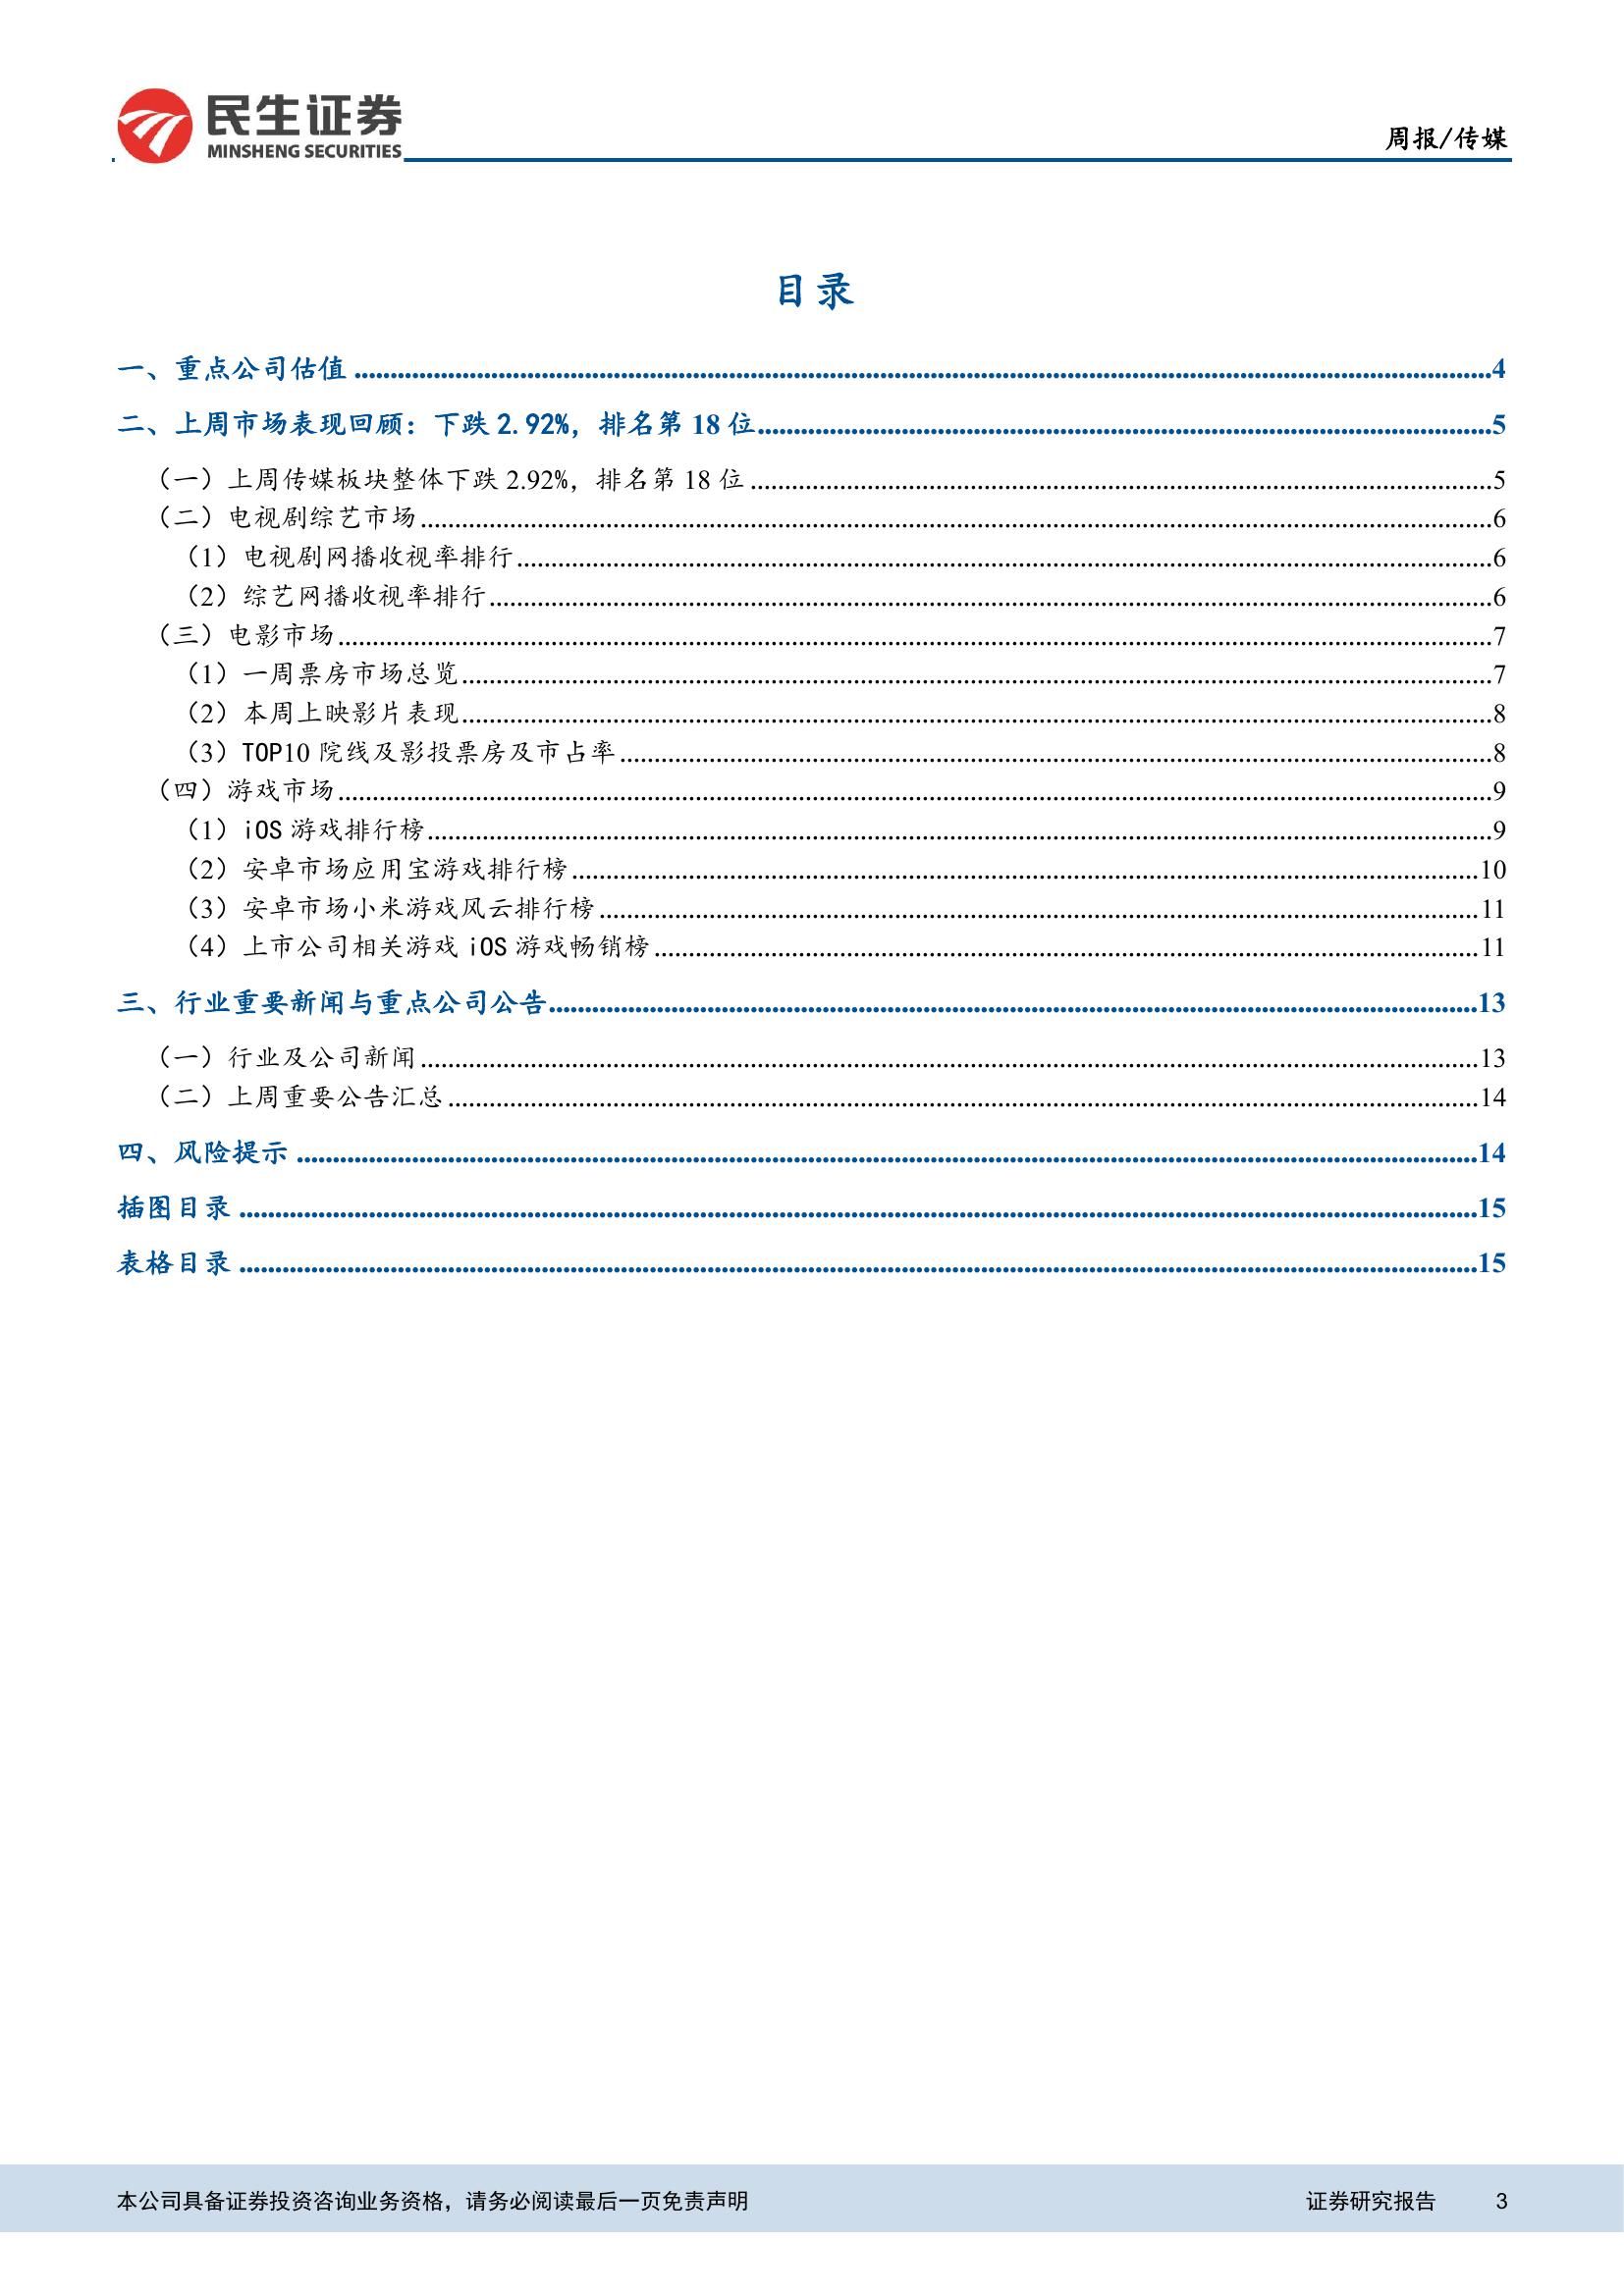 民生证券
MINSHENG SECURITIES
周报/传媒
目录
一、重点公司估值 4
二、上周市场表现回顾：下跌 2.92%，排名第 18 位 5
（一）上周传媒板块整体下跌 2.92%，排名第 18 位 5
（二）电视剧综艺市场 6
（1）电视剧网播收视率排行 6
（2）综艺网播收视率排行 6
（三）电影市场 7
（1）一周票房市场总览 7
（2）本周上映影片表现 8
（3）TOP10 院线及影投票房及市占率 8
（四）游戏市场 9
（1）iOS 游戏排行榜 9
（2）安卓市场应用宝游戏排行榜 10
（3）安卓市场小米游戏风云排行榜 11
（4）上市公司相关游戏 iOS 游戏畅销榜 11
三、行业重要新闻与重点公司公告 13
（一）行业及公司新闻 13
（二）上周重要公告汇总 14
四、风险提示 14
插图目录 15
表格目录 15
本公司具备证券投资咨询业务资格，请务必阅读最后一页免责声明 证券研究报告 3